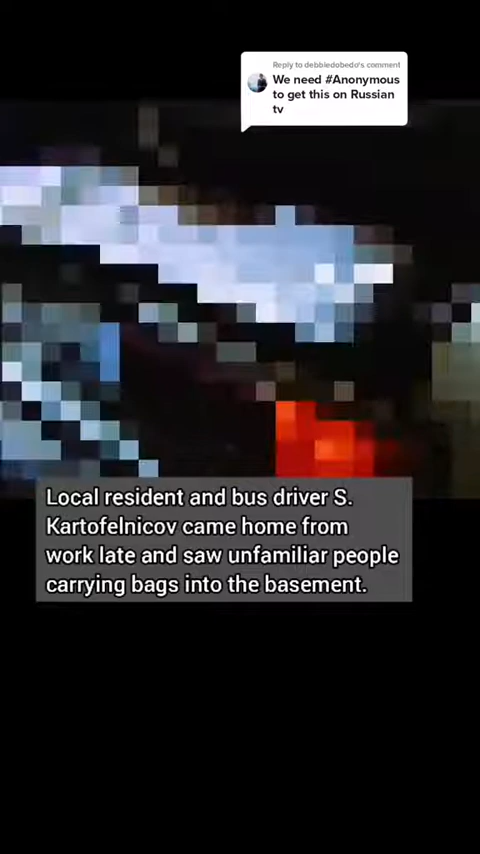 Reply to debbiedobedo's comment
We need #Anonymous
to get this on Russian
tv
Local resident and bus driver S.
Kartofelnicov came home from
work late and saw unfamiliar people
carrying bags into the basement.